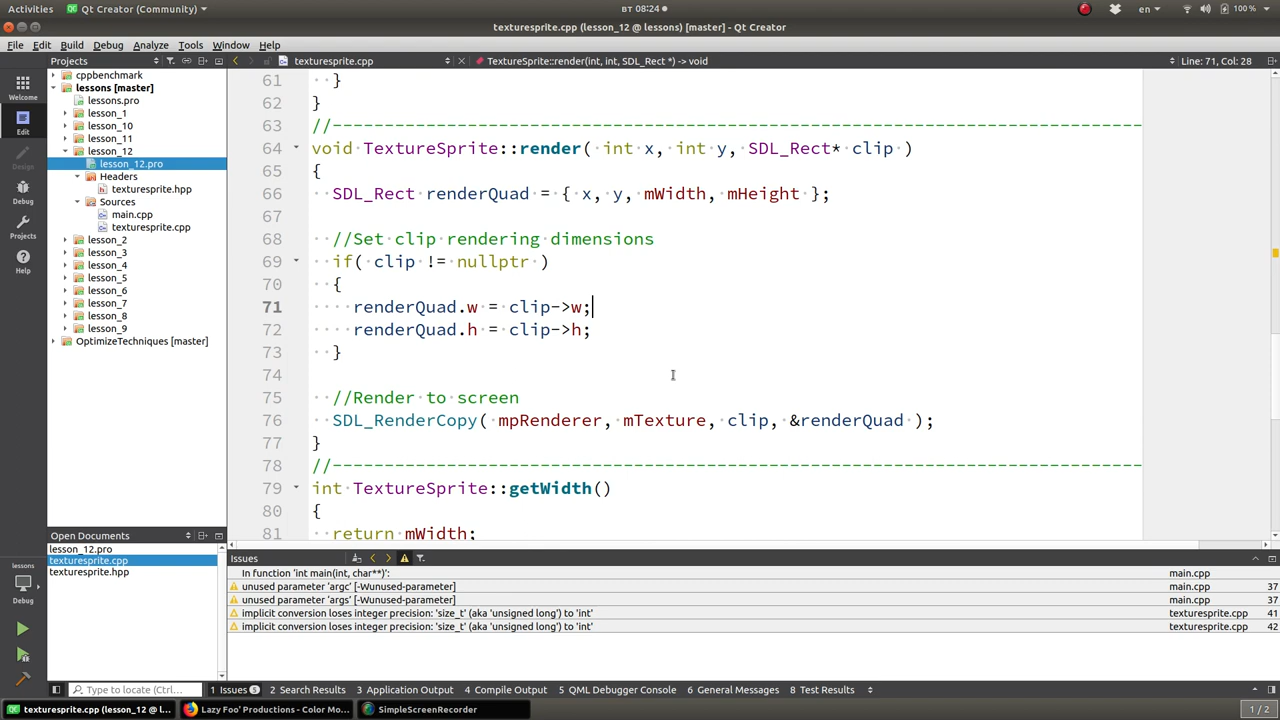 Activities
Qt Creator (Community)
вт 08:24
en
100 %
texturesprite.cpp (lesson_12 @ lessons) [master] - Qt Creator
File Edit Build Debug Analyze Tools Window Help
Projects
texturesprite.cpp
TextureSprite::render(int, int, SDL_Rect *) -> void
Line: 71, Col: 28
Welcome
Edit
Design
Debug
Projects
Help
cppbenchmark
lessons [master]
lessons.pro
lesson_1
lesson_10
lesson_11
lesson_12
lesson_12.pro
Headers
texturesprite.hpp
Sources
main.cpp
texturesprite.cpp
lesson_2
lesson_3
lesson_4
lesson_5
lesson_6
lesson_7
lesson_8
lesson_9
OptimizeTechniques [master]
61 }
62 }
63 //------------------------------------------------------------------------------
64 void TextureSprite::render( int x, int y, SDL_Rect* clip )
65 {
66 SDL_Rect renderQuad = { x, y, mWidth, mHeight };
67
68 //Set clip rendering dimensions
69 if( clip != nullptr )
70 {
71 renderQuad.w = clip->w;
72 renderQuad.h = clip->h;
73 }
74
75 //Render to screen
76 SDL_RenderCopy( mpRenderer, mTexture, clip, &renderQuad );
77 }
78 //------------------------------------------------------------------------------
79 int TextureSprite::getWidth()
80 {
81 return mWidth;
Open Documents
lesson_12.pro
texturesprite.cpp
texturesprite.hpp
lessons
Debug
Issues
In function 'int main(int, char**)': main.cpp
unused parameter 'argc' [-Wunused-parameter] main.cpp 37
unused parameter 'args' [-Wunused-parameter] main.cpp 37
implicit conversion loses integer precision: 'size_t' (aka 'unsigned long') to 'int' texturesprite.cpp 41
implicit conversion loses integer precision: 'size_t' (aka 'unsigned long') to 'int' texturesprite.cpp 42
Type to locate (Ctrl+...
1 Issues 5 2 Search Results 3 Application Output 4 Compile Output 5 QML Debugger Console 6 General Messages 8 Test Results
texturesprite.cpp (lesson_12 @ l...
Lazy Foo' Productions - Color Mo...
SimpleScreenRecorder
1 / 2